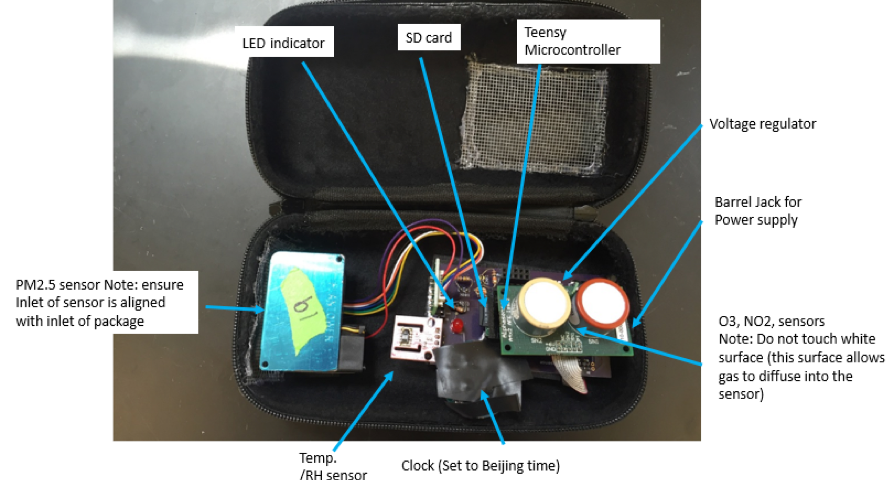 LED indicator
SD card
Teensy
Microcontroller
Voltage regulator
Barrel Jack for
Power supply
PM2.5 sensor Note: ensure
Inlet of sensor is aligned
with inlet of package
O3, NO2, sensors
Note: Do not touch white
surface (this surface allows
gas to diffuse into the
sensor)
Temp.
/RH sensor
Clock (Set to Beijing time)